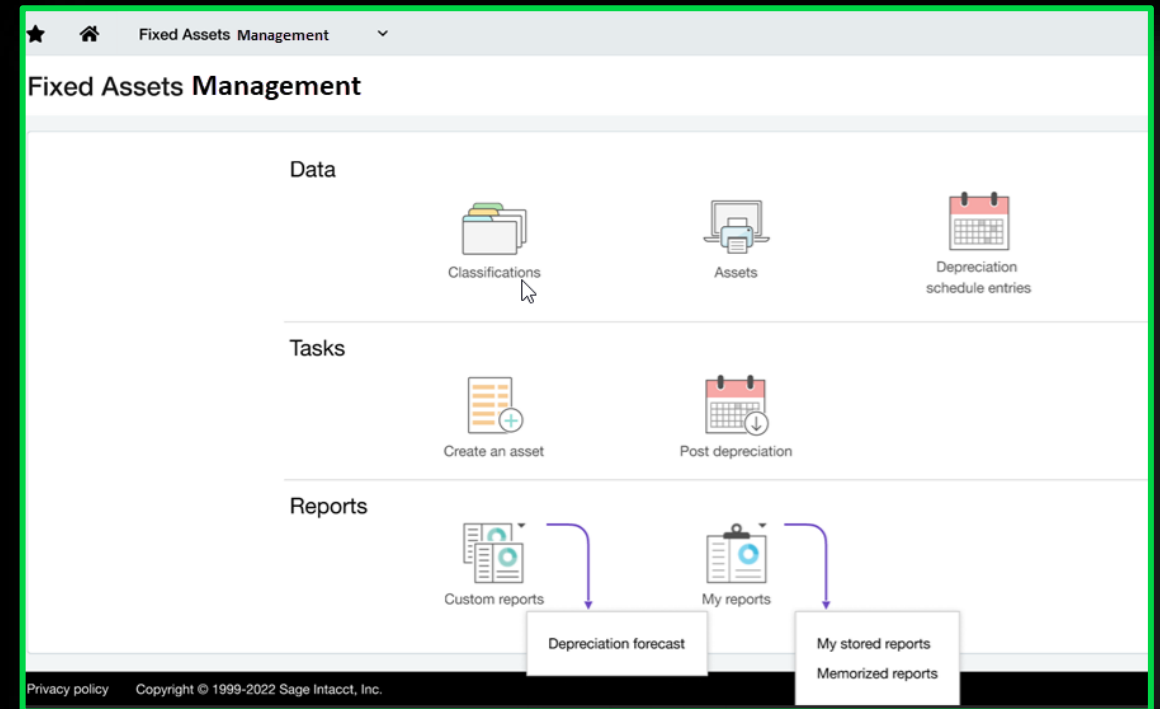 Fixed Assets Management
Fixed Assets Management
Data
Classifications
Assets
Depreciation
schedule entries
Tasks
Create an asset
Post depreciation
Reports
Custom reports
My reports
Depreciation forecast
My stored reports
Memorized reports
Privacy policy
Copyright © 1999-2022 Sage Intacct, Inc.